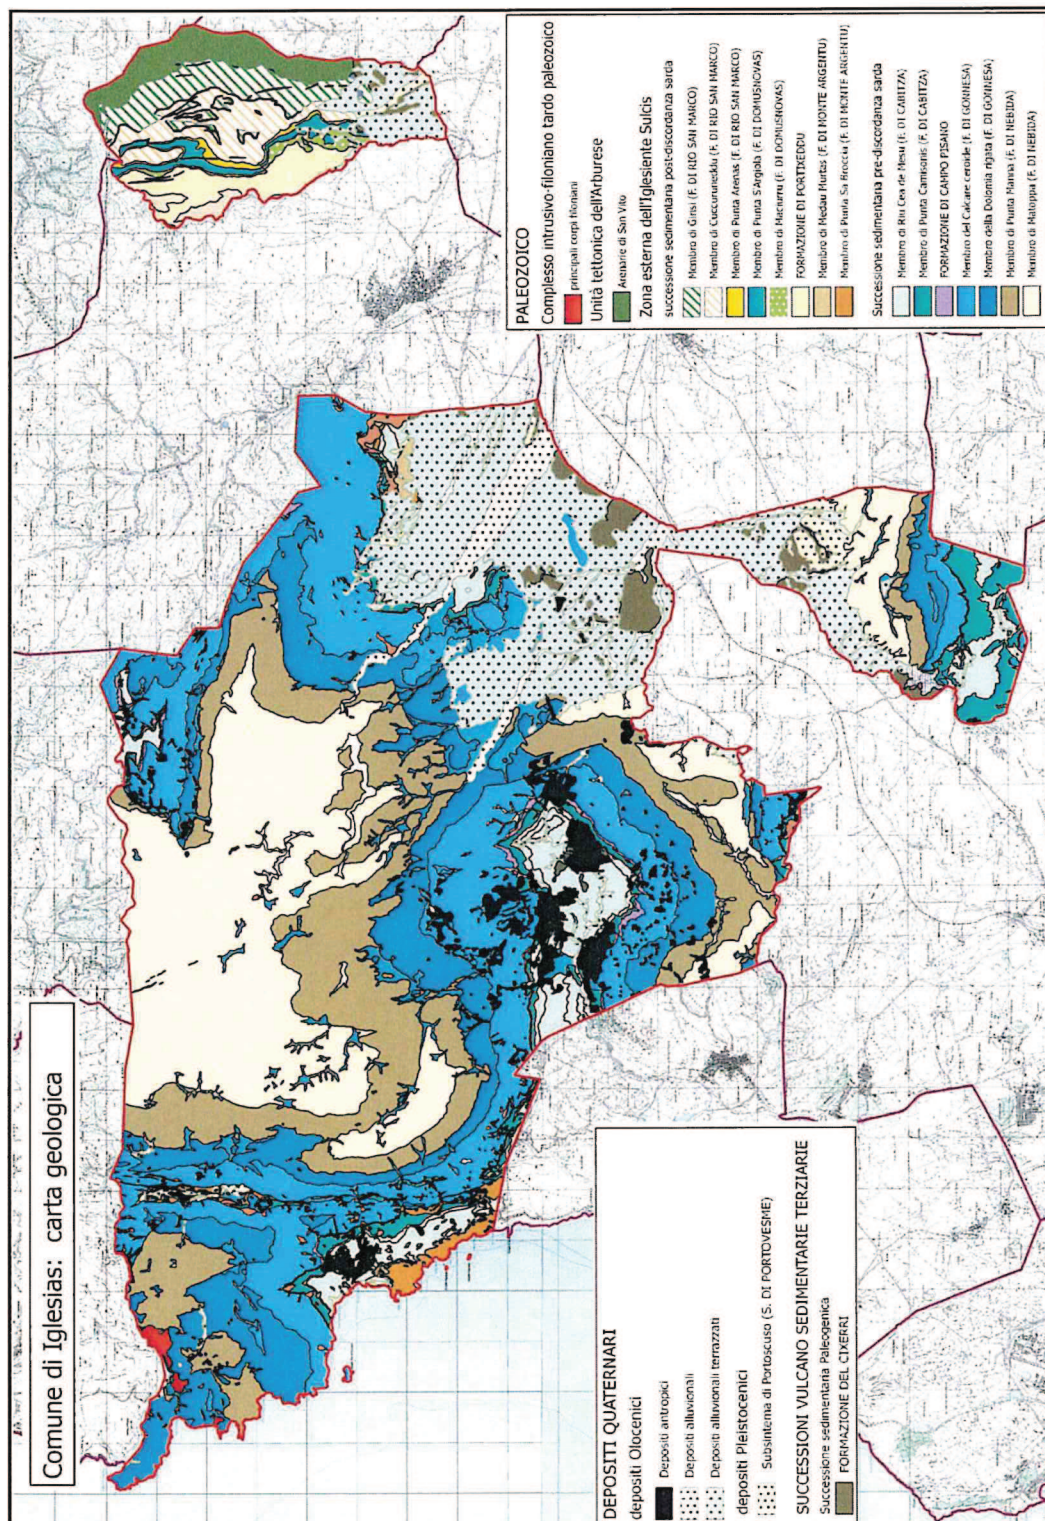 Comune di Iglesias: carta geologica
DEPOSITI QUATERNARI
depositi Olocenici
Depositi antropici
Depositi alluvionali
Depositi alluvionali terrazzati
depositi Pleistocenici
Subsintema di Portoscuso (S. DI PORTOVESME)
SUCCESSIONI VULCANO SEDIMENTARIE TERZIARIE
Successione sedimentaria Paleogenica
FORMAZIONE DEL CIXERRI
PALEOZOICO
Complesso intrusivo-filoniano tardo paleozoico
principali corpi filoniani
Unità tettonica dell'Arburese
Arenarie di San Vito
Zona esterna dell'Iglesiente Sulcis
successione sedimentaria post-discordanza sarda
Membro di Girisi (F. DI RIO SAN MARCO)
Membro di Cuccuruneddu (F. DI RIO SAN MARCO)
Membro di Punta Arenas (F. DI RIO SAN MARCO)
Membro di Punta S'Argiola (F. DI DOMUSNOVAS)
Membro di Maciurru (F. DI DOMUSNOVAS)
FORMAZIONE DI PORTIXEDDU
Membro di Medau Murtas (F. DI MONTE ARGENTU)
Membro di Punta Sa Broccia (F. DI MONTE ARGENTU)
Successione sedimentaria pre-discordanza sarda
Membro di Riu Cea de Mesu (F. DI CABITZA)
Membro di Punta Camisonis (F. DI CABITZA)
FORMAZIONE DI CAMPO PISANO
Membro del Calcare ceroide (F. DI GONNESA)
Membro della Dolomia rigata (F. DI GONNESA)
Membro di Punta Manna (F. DI NEBIDA)
Membro di Matoppa (F. DI NEBIDA)